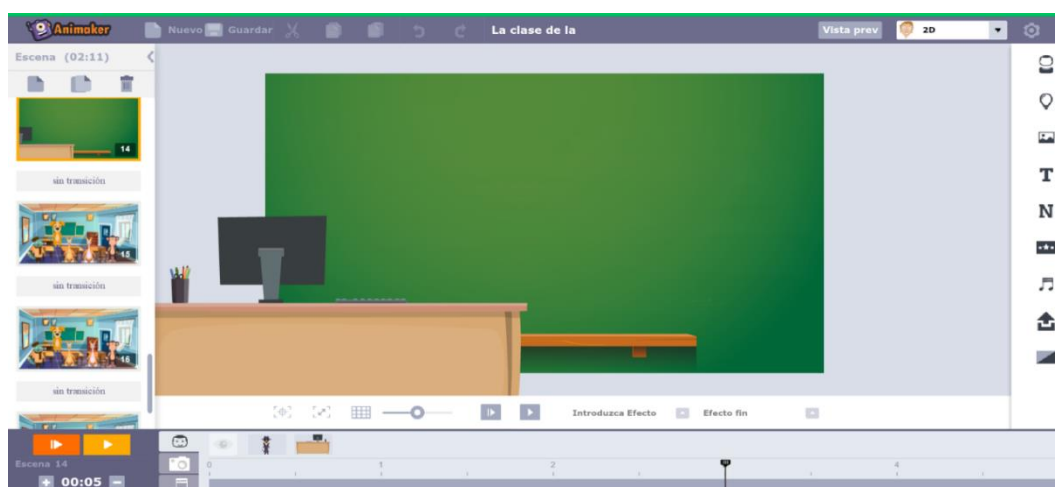 Animaker Nuevo Guardar La clase de la Vista prev 2D
Escena (02:11)
14
sin transición
15
sin transición
16
sin transición
T
N
Introduzca Efecto Efecto fin
Escena 14
00:05
0 1 2 4